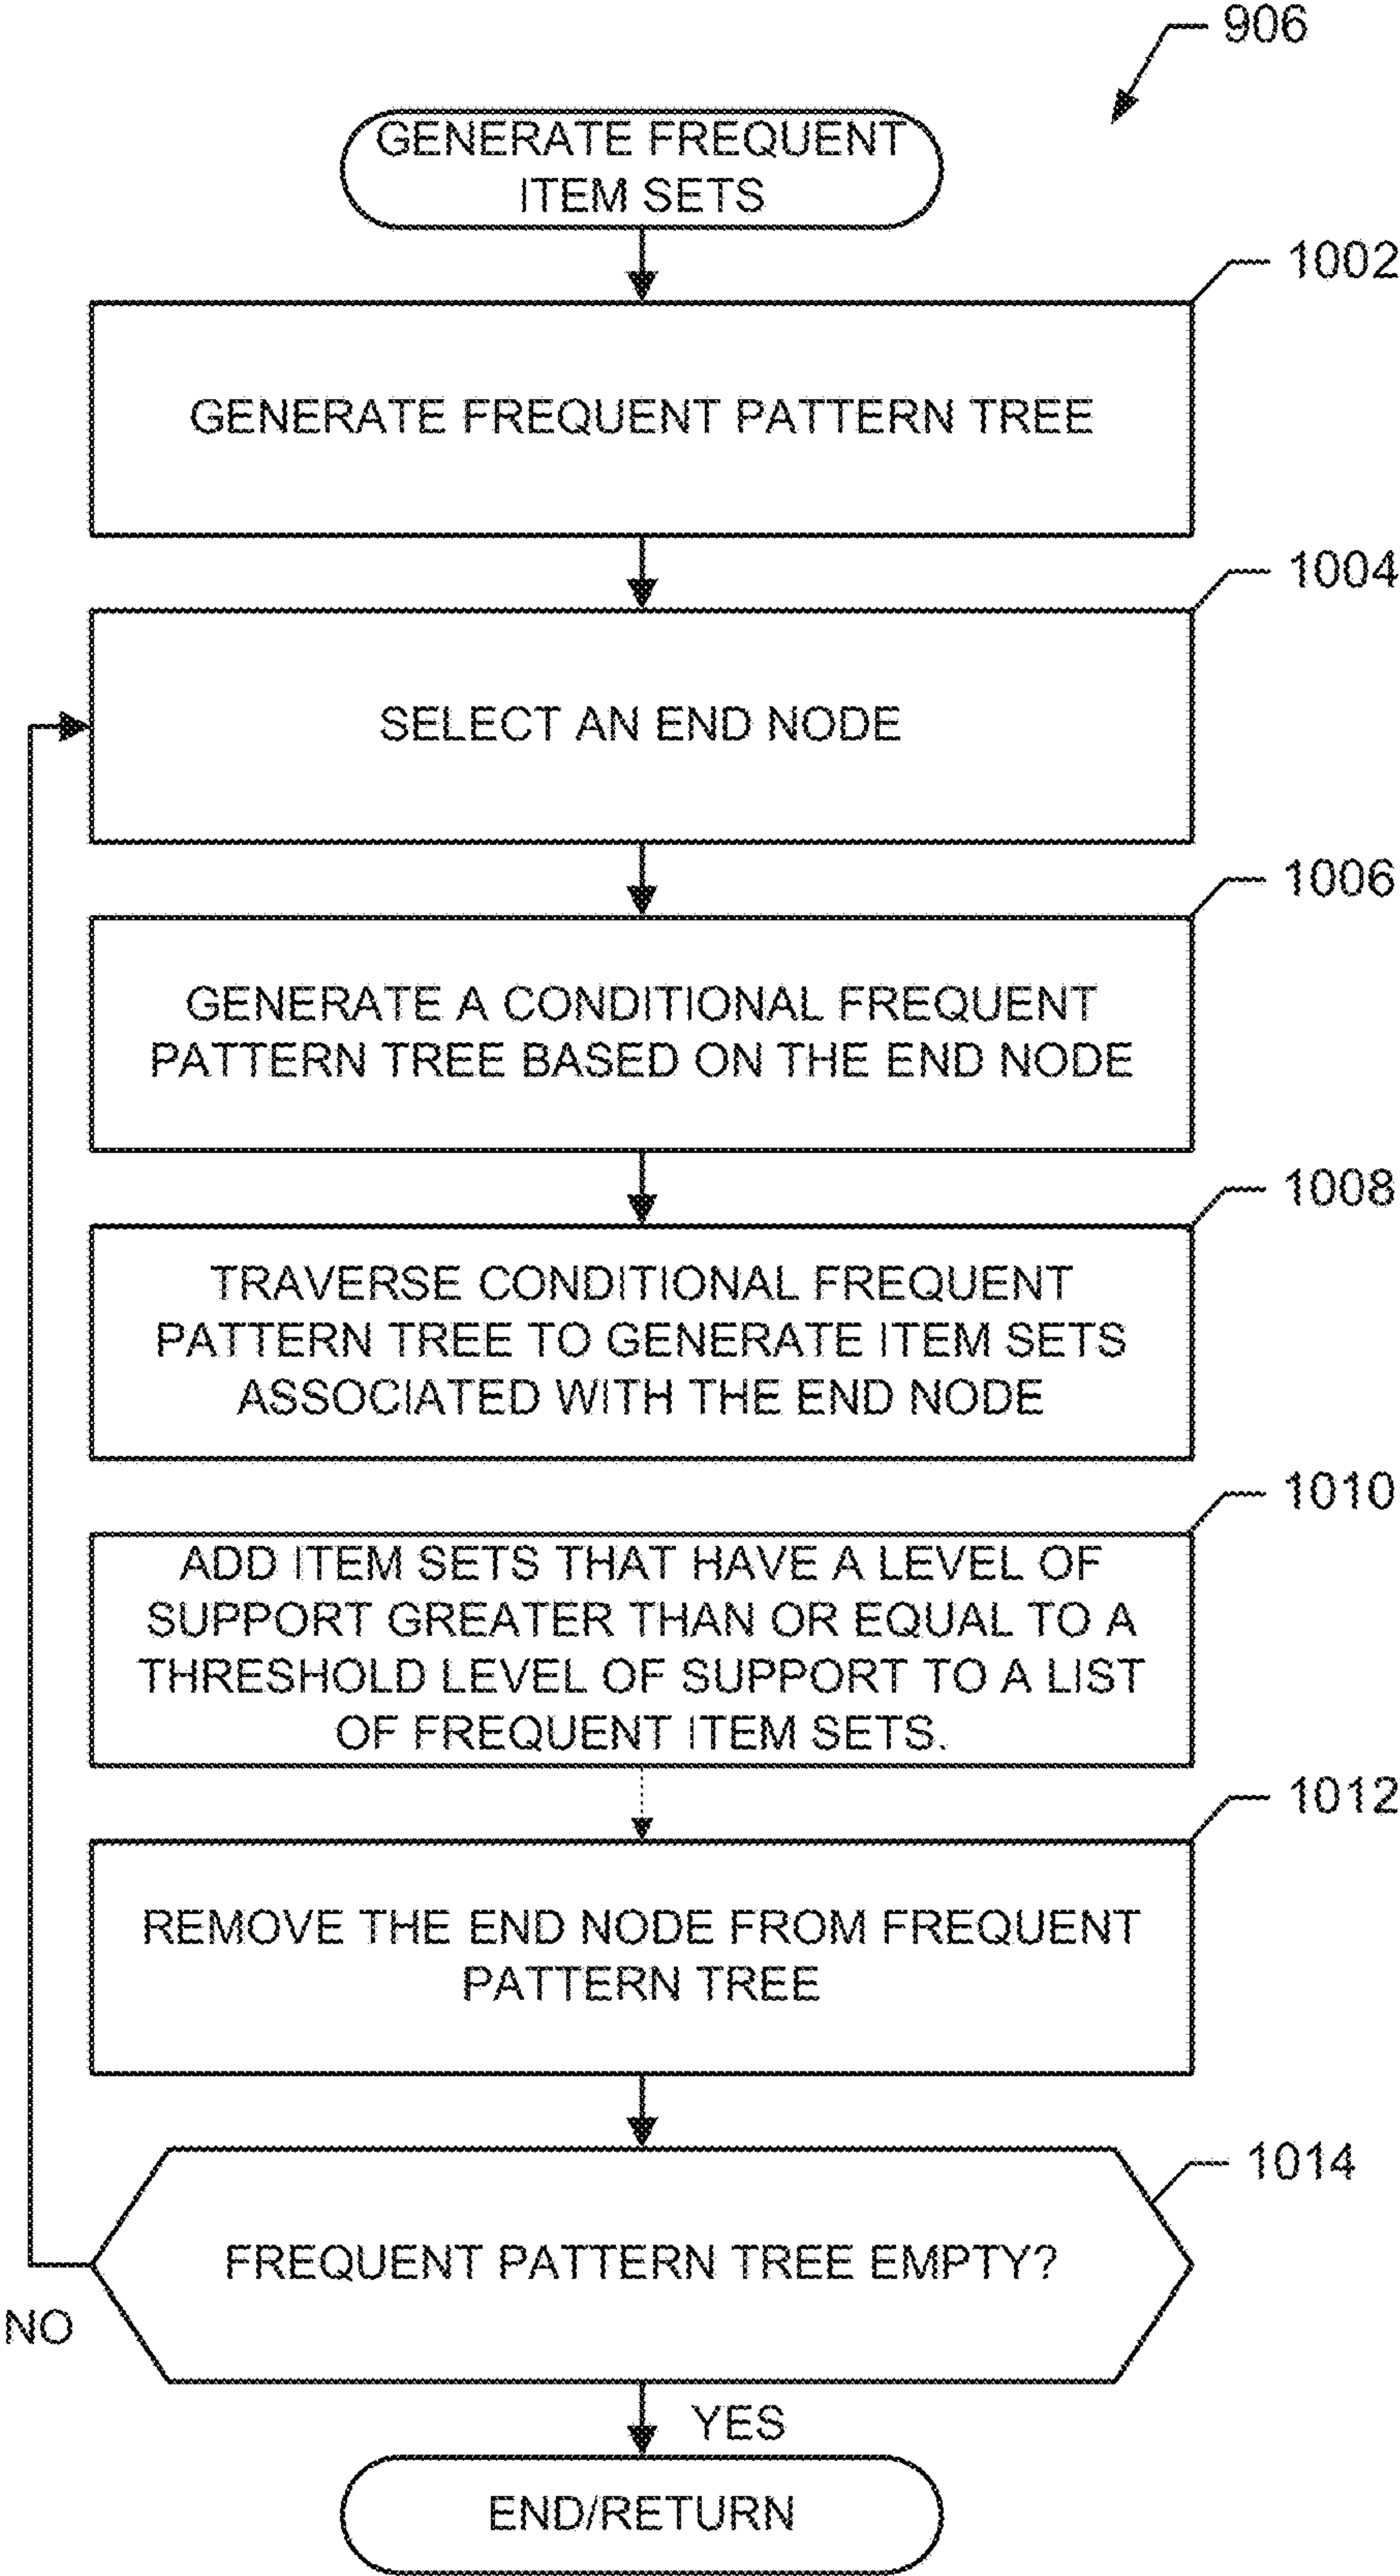 906
GENERATE FREQUENT
ITEM SETS
1002
GENERATE FREQUENT PATTERN TREE
1004
SELECT AN END NODE
1006
GENERATE A CONDITIONAL FREQUENT
PATTERN TREE BASED ON THE END NODE
1008
TRAVERSE CONDITIONAL FREQUENT
PATTERN TREE TO GENERATE ITEM SETS
ASSOCIATED WITH THE END NODE
1010
ADD ITEM SETS THAT HAVE A LEVEL OF
SUPPORT GREATER THAN OR EQUAL TO A
THRESHOLD LEVEL OF SUPPORT TO A LIST
OF FREQUENT ITEM SETS.
1012
REMOVE THE END NODE FROM FREQUENT
PATTERN TREE
1014
FREQUENT PATTERN TREE EMPTY?
NO
YES
END/RETURN